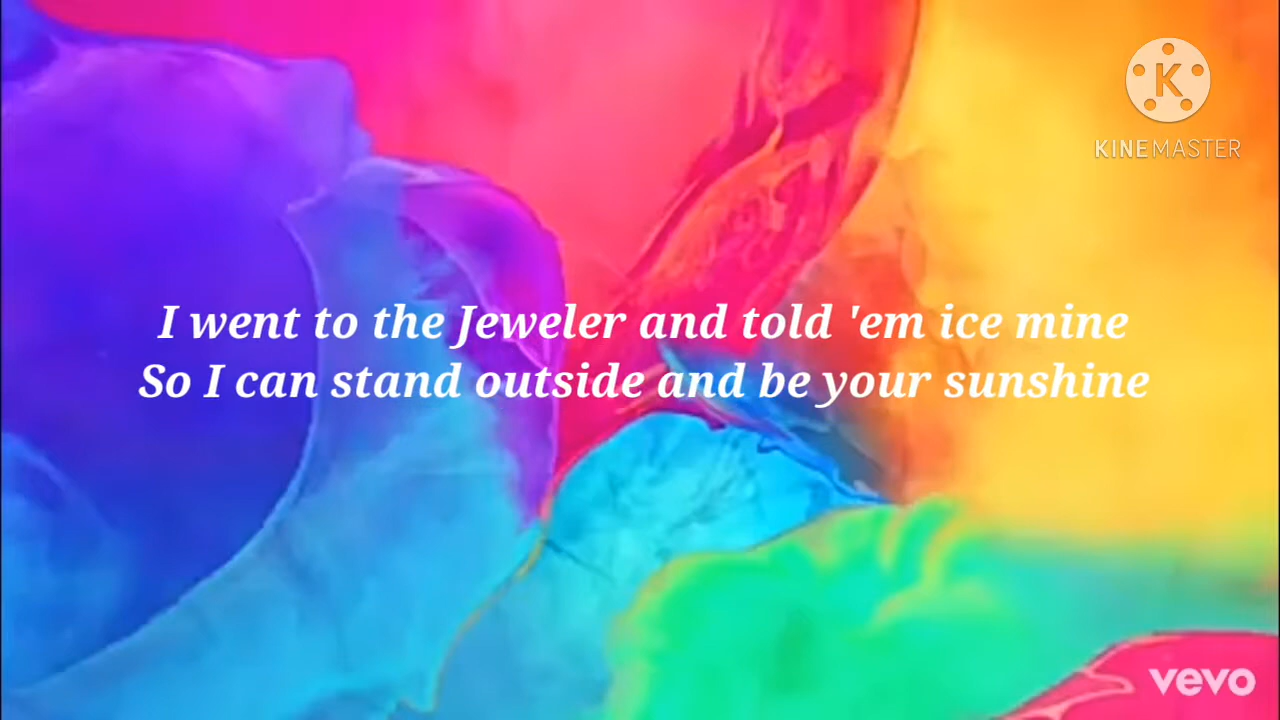 K
KINEMASTER
I went to the Jeweler and told 'em ice mine
So I can stand outside and be your sunshine
vevo